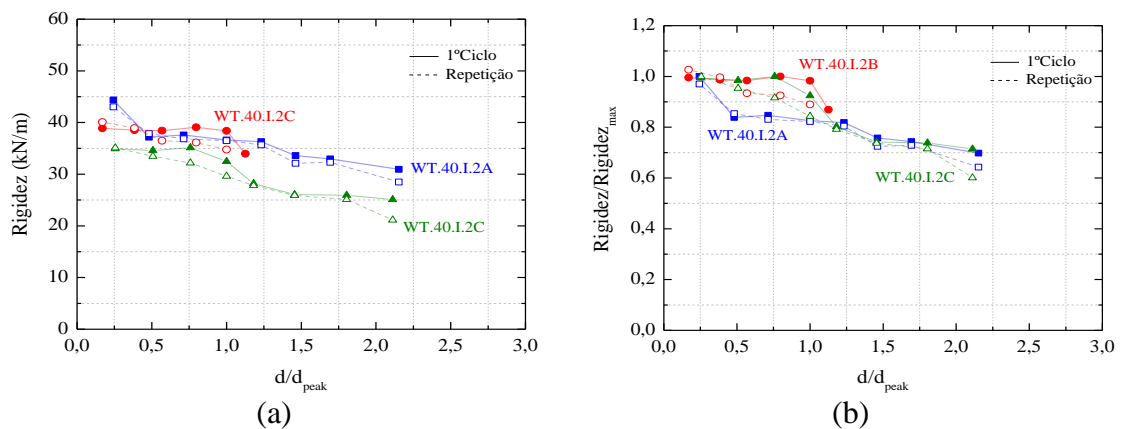 60
50
40
30
20
10
0
0,0 0,5 1,0 1,5 2,0 2,5 3,0
Rigidez (kN/m)
d/d_peak
1ºCiclo
Repetição
WT.40.I.2C
WT.40.I.2A
WT.40.I.2C
(a)
1,2
1,0
0,8
0,6
0,4
0,2
0,0
0,0 0,5 1,0 1,5 2,0 2,5 3,0
Rigidez/Rigidez_max
d/d_peak
WT.40.I.2B
1ºCiclo
Repetição
WT.40.I.2A
WT.40.I.2C
(b)